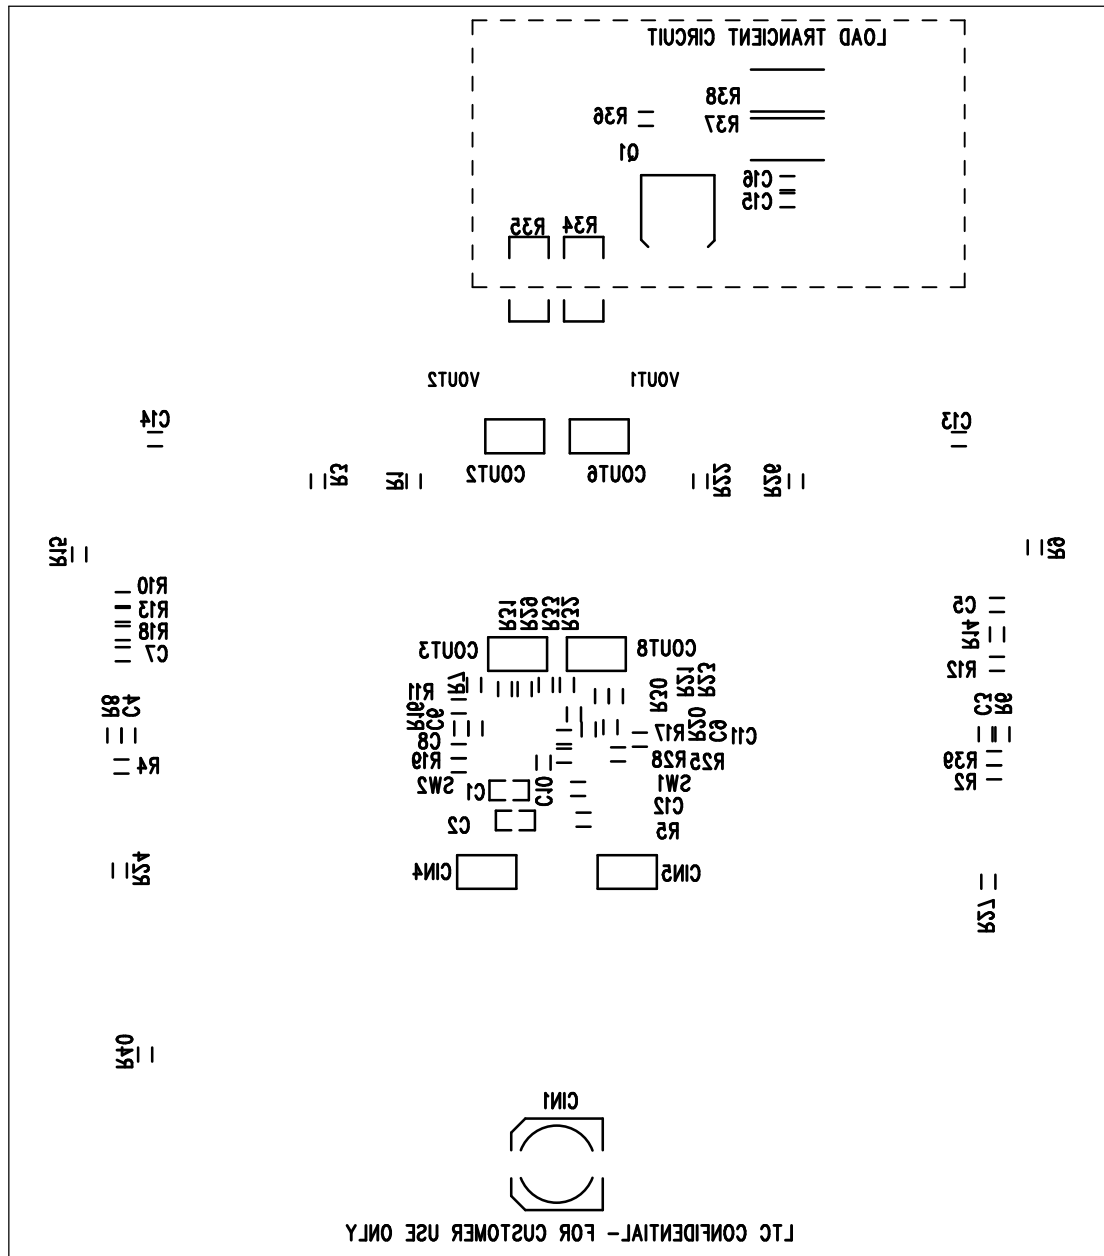 LOAD TRANCIENT CIRCUIT
R38
R36
R37
Q1
C16
C15
R35
R34
VOUT2
VOUT1
C14
C13
COUT2
COUT6
R3
R1
R22
R26
R15
R9
R10
R13
R18
C7
R31
R29
R33
R32
C5
R14
R12
COUT3
COUT8
R7
R11
R21
R23
R30
R16
C6
R20
C9
R17
C11
C8
R19
R28
R25
R8
C4
R4
C3
R6
R39
R2
SW2
C1
C10
SW1
C12
C2
R5
R24
CIN4
CIN5
R27
R40
CIN1
LTC CONFIDENTIAL- FOR CUSTOMER USE ONLY